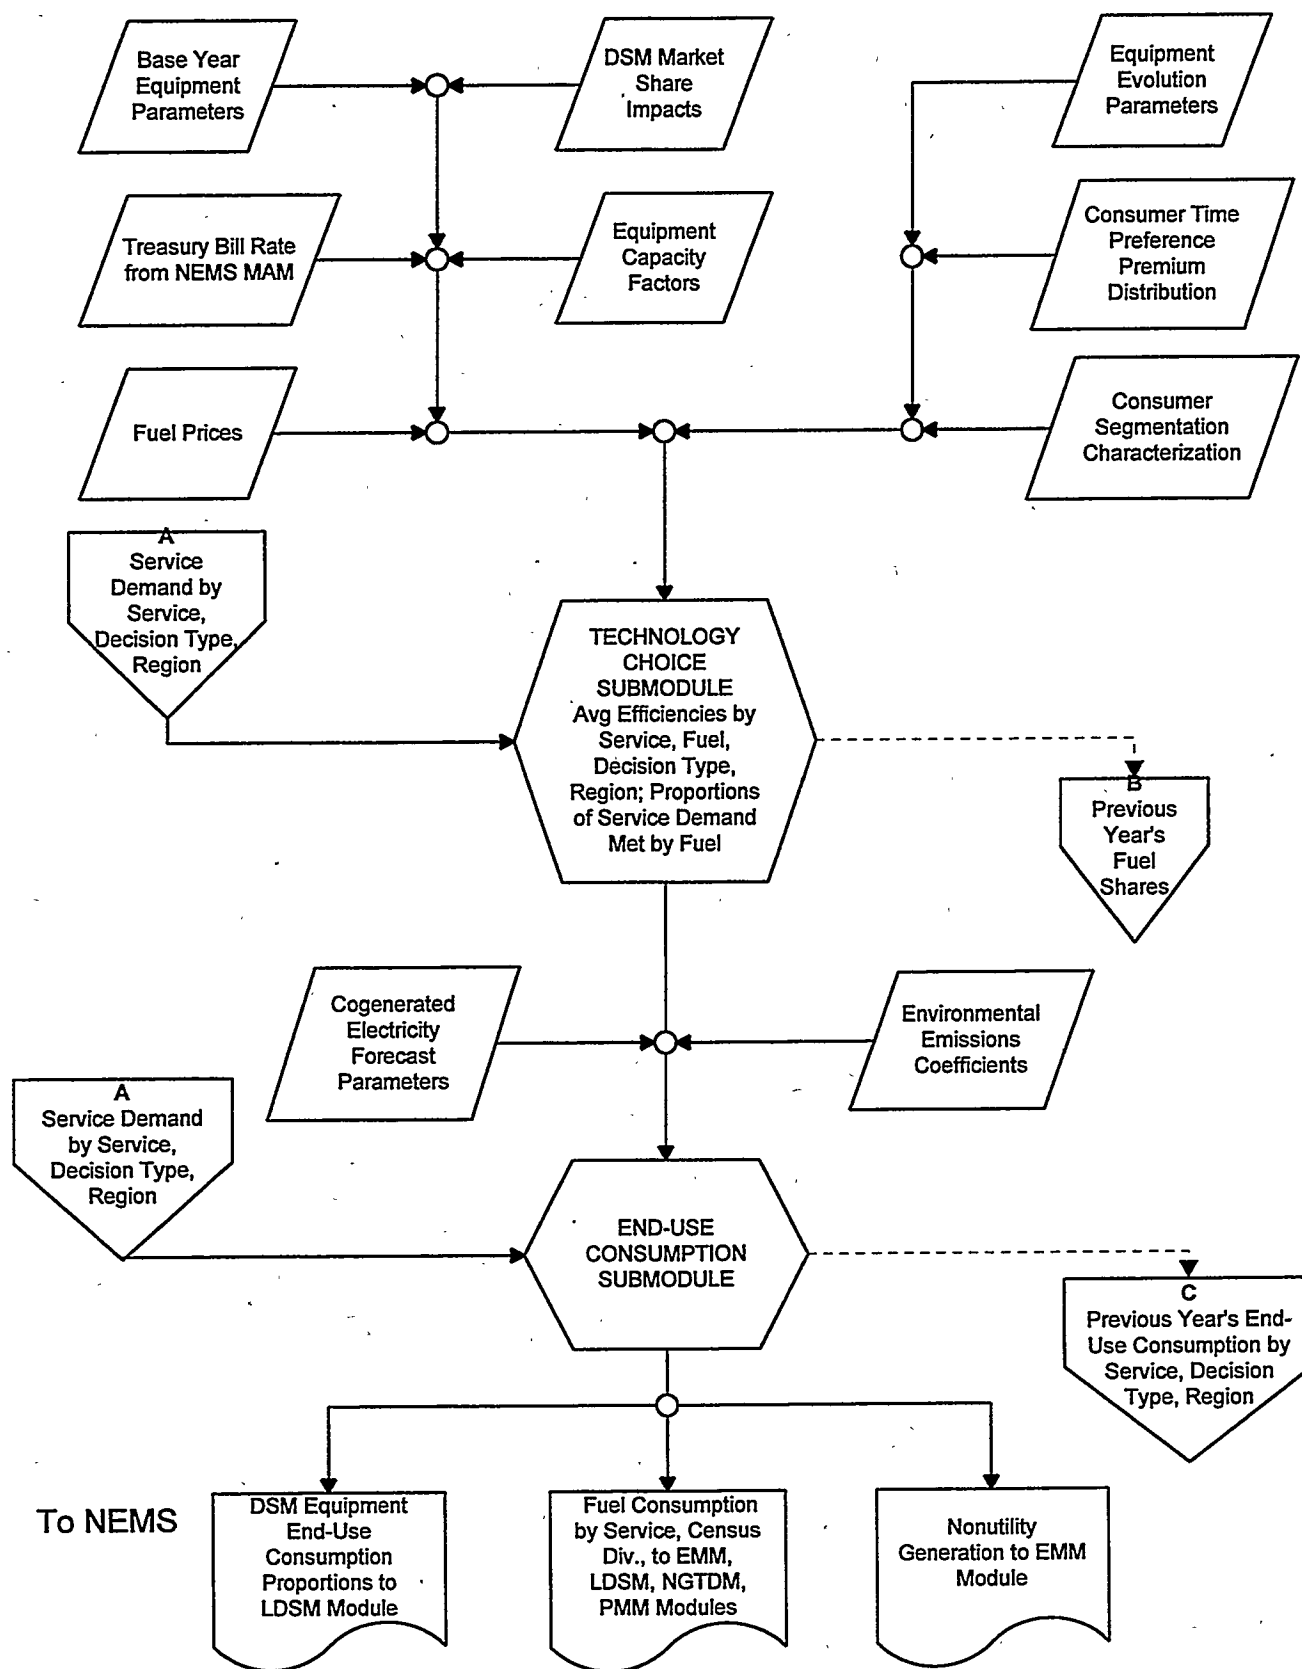 Base Year
Equipment
Parameters
DSM Market
Share
Impacts
Equipment
Evolution
Parameters
Treasury Bill Rate
from NEMS MAM
Equipment
Capacity
Factors
Consumer Time
Preference
Premium
Distribution
Fuel Prices
Consumer
Segmentation
Characterization
A
Service
Demand by
Service,
Decision Type,
Region
TECHNOLOGY
CHOICE
SUBMODULE
Avg Efficiencies by
Service, Fuel,
Decision Type,
Region; Proportions
of Service Demand
Met by Fuel
B
Previous
Year's
Fuel
Shares
Cogenerated
Electricity
Forecast
Parameters
Environmental
Emissions
Coefficients
A
Service Demand
by Service,
Decision Type,
Region
END-USE
CONSUMPTION
SUBMODULE
C
Previous Year's End-
Use Consumption by
Service, Decision
Type, Region
To NEMS
DSM Equipment
End-Use
Consumption
Proportions to
LDSM Module
Fuel Consumption
by Service, Census
Div., to EMM,
LDSM, NGTDM,
PMM Modules
Nonutility
Generation to EMM
Module